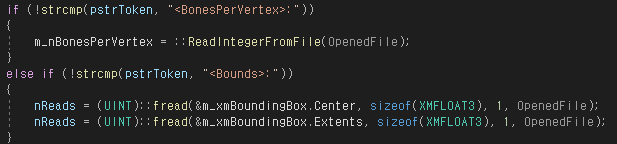 if (!strcmp(pstrToken, "<BonesPerVertex>:"))
{
    m_nBonesPerVertex = ::ReadIntegerFromFile(OpenedFile);
}
else if (!strcmp(pstrToken, "<Bounds>:"))
{
    nReads = (UINT)::fread(&m_xmBoundingBox.Center, sizeof(XMFLOAT3), 1, OpenedFile);
    nReads = (UINT)::fread(&m_xmBoundingBox.Extents, sizeof(XMFLOAT3), 1, OpenedFile);
}